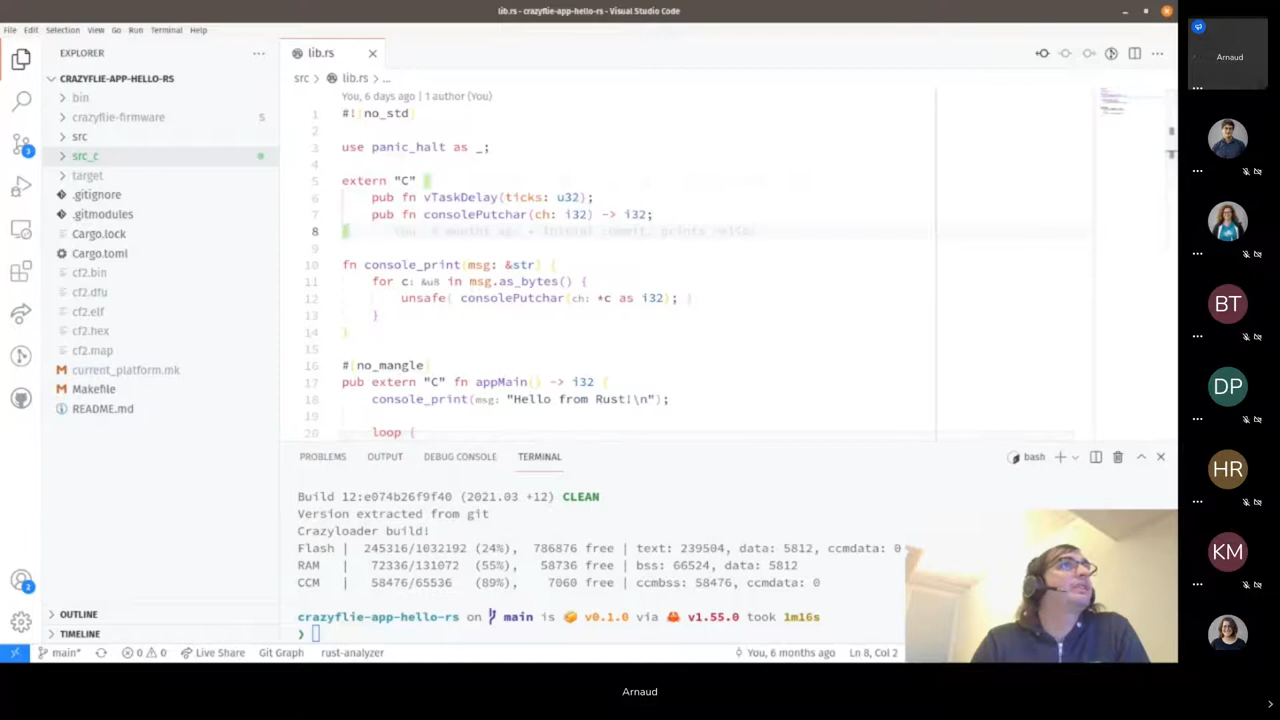 lib.rs - crazyflie-app-hello-rs - Visual Studio Code
File Edit Selection View Go Run Terminal Help
EXPLORER
CRAZYFLIE-APP-HELLO-RS
bin
crazyflie-firmware 5
src
src_c
target
.gitignore
.gitmodules
Cargo.lock
Cargo.toml
cf2.bin
cf2.dfu
cf2.elf
cf2.hex
cf2.map
current_platform.mk
Makefile
README.md
OUTLINE
TIMELINE
3
2
lib.rs
src > lib.rs > ...
You, 6 days ago | 1 author (You)
1 #![no_std]
2
3 use panic_halt as _;
4
5 extern "C" {
6 pub fn vTaskDelay(ticks: u32);
7 pub fn consolePutchar(ch: i32) -> i32;
8 } You, 6 months ago • Initial commit, prints Hello
9
10 fn console_print(msg: &str) {
11 for c: &u8 in msg.as_bytes() {
12 unsafe{ consolePutchar(ch: *c as i32); }
13 }
14 }
15
16 #[no_mangle]
17 pub extern "C" fn appMain() -> i32 {
18 console_print(msg: "Hello from Rust!\n");
19
20 loop {
PROBLEMS OUTPUT DEBUG CONSOLE TERMINAL
bash
Build 12:e074b26f9f40 (2021.03 +12) CLEAN
Version extracted from git
Crazyloader build!
Flash | 245316/1032192 (24%), 786876 free | text: 239504, data: 5812, ccmdata: 0
RAM | 72336/131072 (55%), 58736 free | bss: 66524, data: 5812
CCM | 58476/65536 (89%), 7060 free | ccmbss: 58476, ccmdata: 0
crazyflie-app-hello-rs on main is 📦 v0.1.0 via 🦀 v1.55.0 took 1m16s
❯
main* 0 0 Live Share Git Graph rust-analyzer You, 6 months ago Ln 8, Col 2
Arnaud
BT
DP
HR
KM
Arnaud